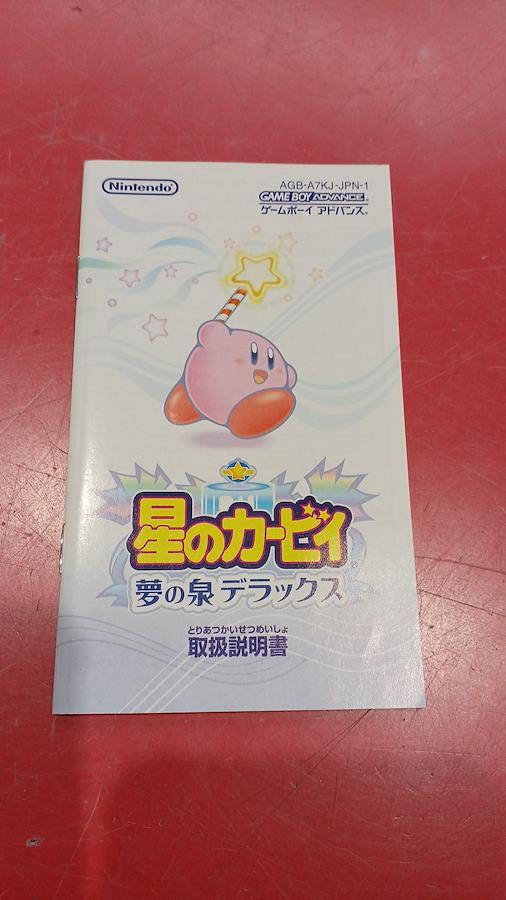 Nintendo
AGB-A7KJ-JPN-1
GAME BOY ADVANCE
ゲームボーイ アドバンス
星のカービィ
夢の泉 デラックス
とりあつかいせつめいしょ
取扱説明書